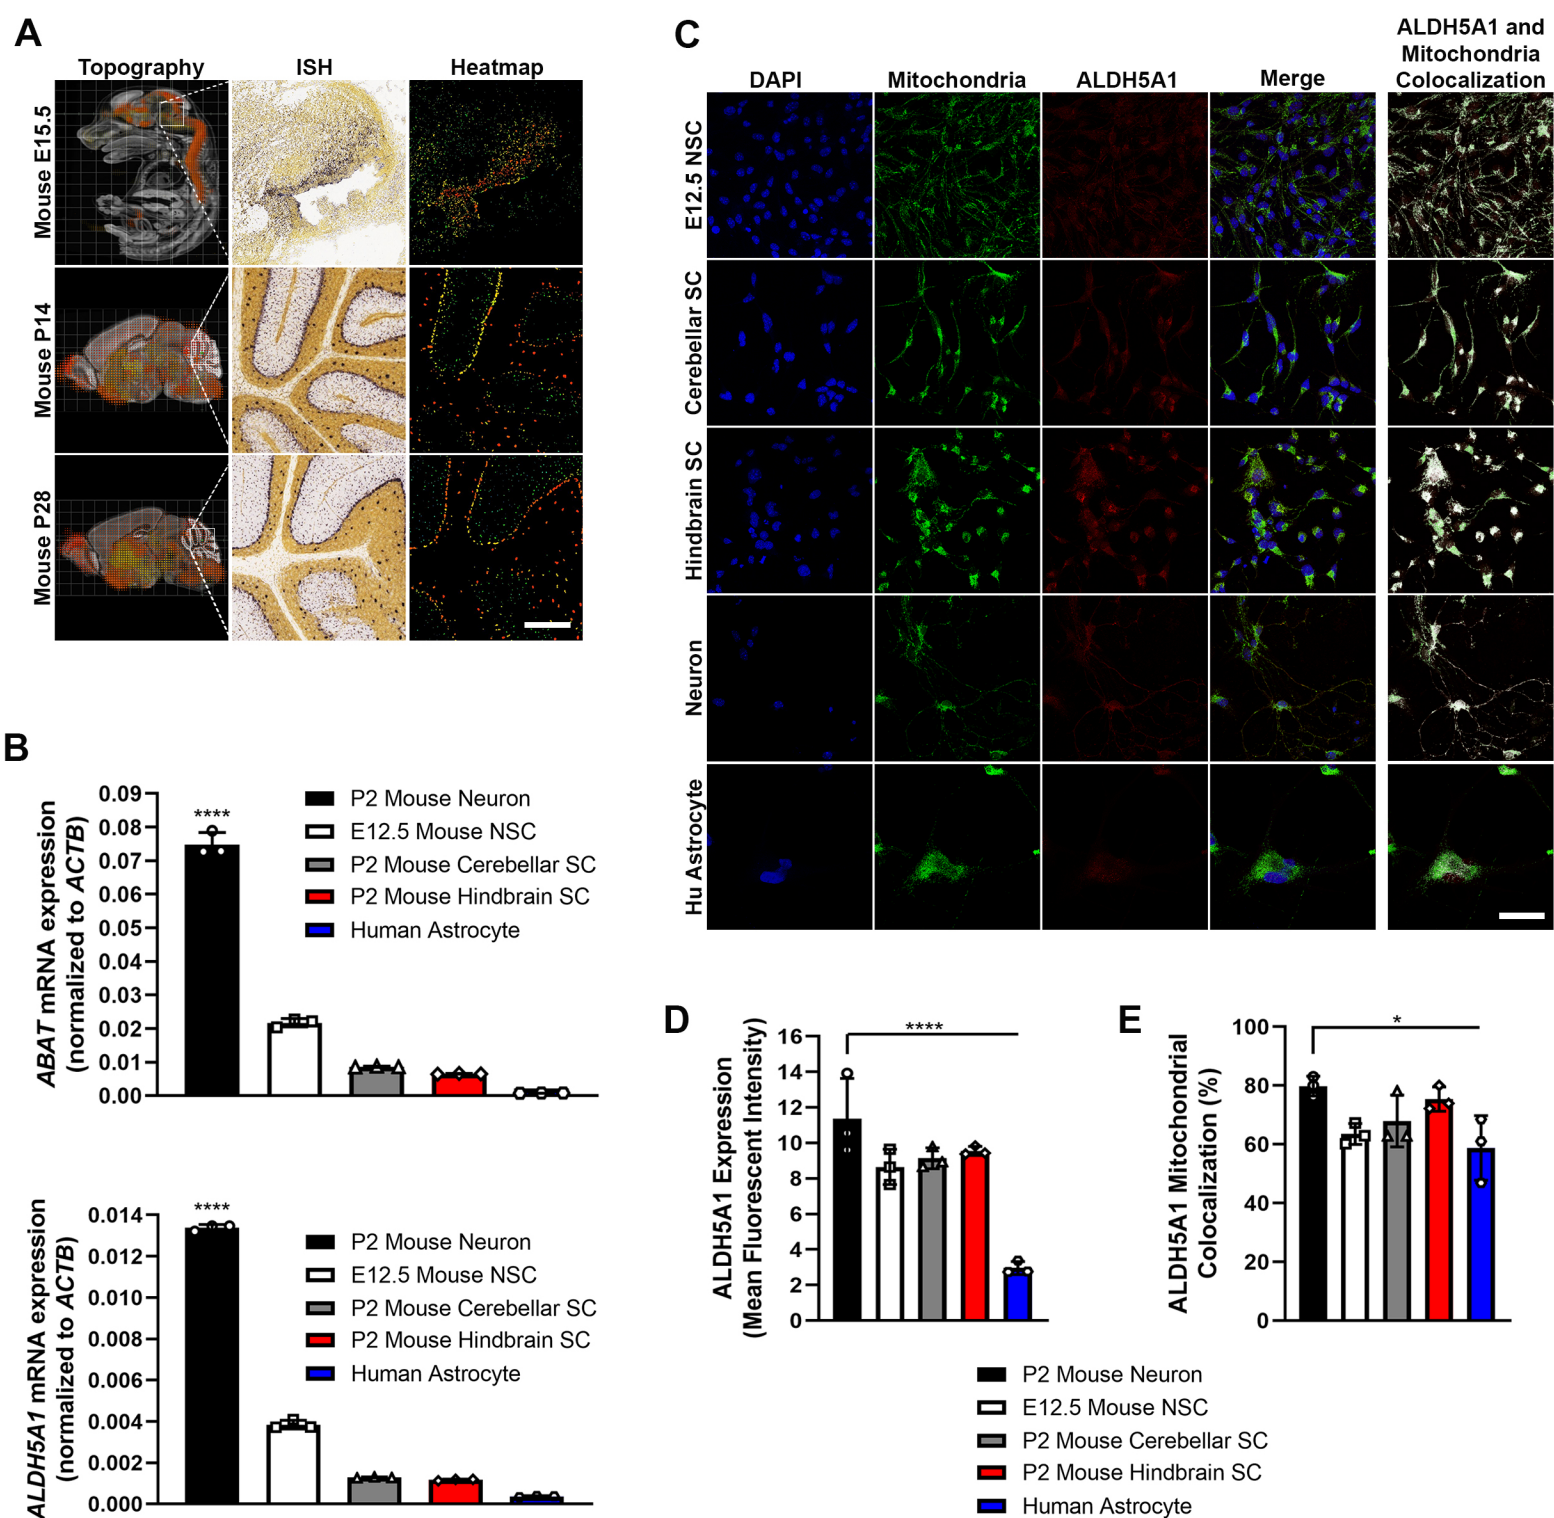 A
Topography
ISH
Heatmap
Mouse E15.5
Mouse P14
Mouse P28
B
ABAT mRNA expression
(normalized to ACTB)
0.09
0.08
0.07
0.06
0.05
0.04
0.03
0.02
0.01
0.00
****
P2 Mouse Neuron
E12.5 Mouse NSC
P2 Mouse Cerebellar SC
P2 Mouse Hindbrain SC
Human Astrocyte
ALDH5A1 mRNA expression
(normalized to ACTB)
0.014
0.012
0.010
0.008
0.006
0.004
0.002
0.000
****
P2 Mouse Neuron
E12.5 Mouse NSC
P2 Mouse Cerebellar SC
P2 Mouse Hindbrain SC
Human Astrocyte
C
DAPI
Mitochondria
ALDH5A1
Merge
ALDH5A1 and
Mitochondria
Colocalization
E12.5 NSC
Cerebellar SC
Hindbrain SC
Neuron
Hu Astrocyte
D
ALDH5A1 Expression
(Mean Fluorescent Intensity)
16
14
12
10
8
6
4
2
0
****
E
ALDH5A1 Mitochondrial
Colocalization (%)
100
80
60
40
20
0
*
P2 Mouse Neuron
E12.5 Mouse NSC
P2 Mouse Cerebellar SC
P2 Mouse Hindbrain SC
Human Astrocyte